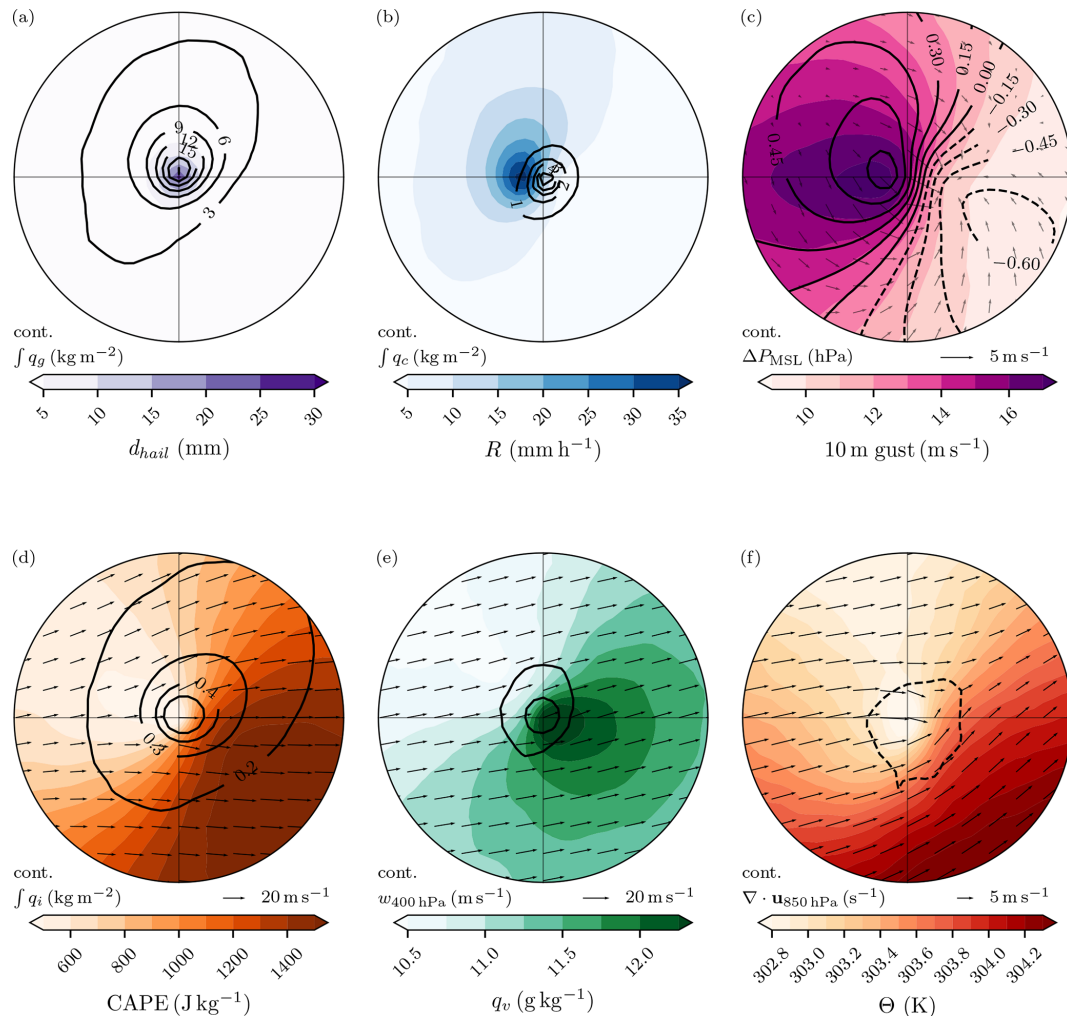 (a)
9
12
15
6
3
cont.
∫ q_g (kg m⁻²)
5 10 15 20 25 30
d_hail (mm)
(b)
1
2
cont.
∫ q_c (kg m⁻²)
5 10 15 20 25 30 35
R (mm h⁻¹)
(c)
0.30
0.15
0.00
−0.15
−0.30
−0.45
0.45
−0.60
cont.
ΔP_MSL (hPa) 5 m s⁻¹
10 12 14 16
10 m gust (m s⁻¹)
(d)
0.4
0.3
0.2
cont.
∫ q_i (kg m⁻²) 20 m s⁻¹
600 800 1000 1200 1400
CAPE (J kg⁻¹)
(e)
cont.
w_400 hPa (m s⁻¹) 20 m s⁻¹
10.5 11.0 11.5 12.0
q_v (g kg⁻¹)
(f)
cont.
∇ · u_850 hPa (s⁻¹) 5 m s⁻¹
302.8 303.0 303.2 303.4 303.6 303.8 304.0 304.2
Θ (K)